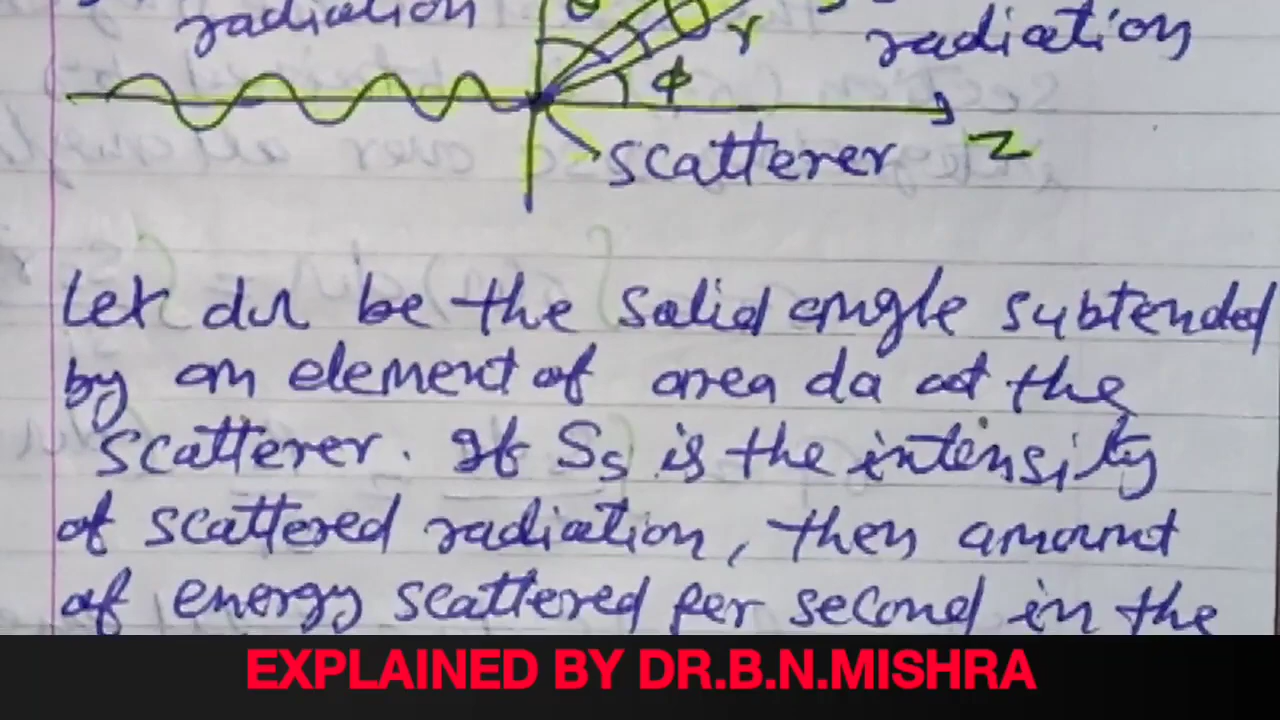 radiation θ r radiation
ϕ
scatterer Z
Let dΩ be the solid angle subtended
by an element of area da at the
scatterer. If Ss is the intensity
of scattered radiation, then amount
of energy scattered per second in the
EXPLAINED BY DR.B.N.MISHRA